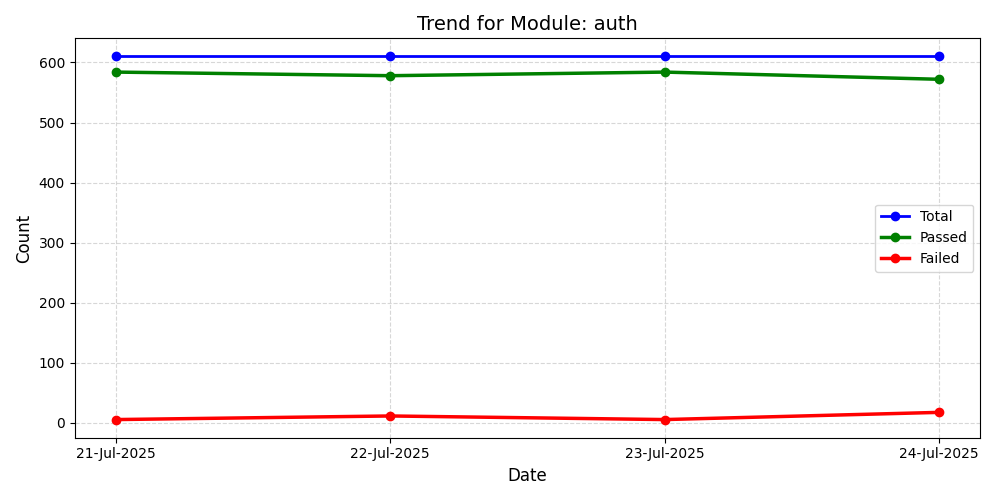 Trend for Module: auth
600
500
400
300
200
100
0
Count
Total
Passed
Failed
21-Jul-2025 22-Jul-2025 23-Jul-2025 24-Jul-2025
Date